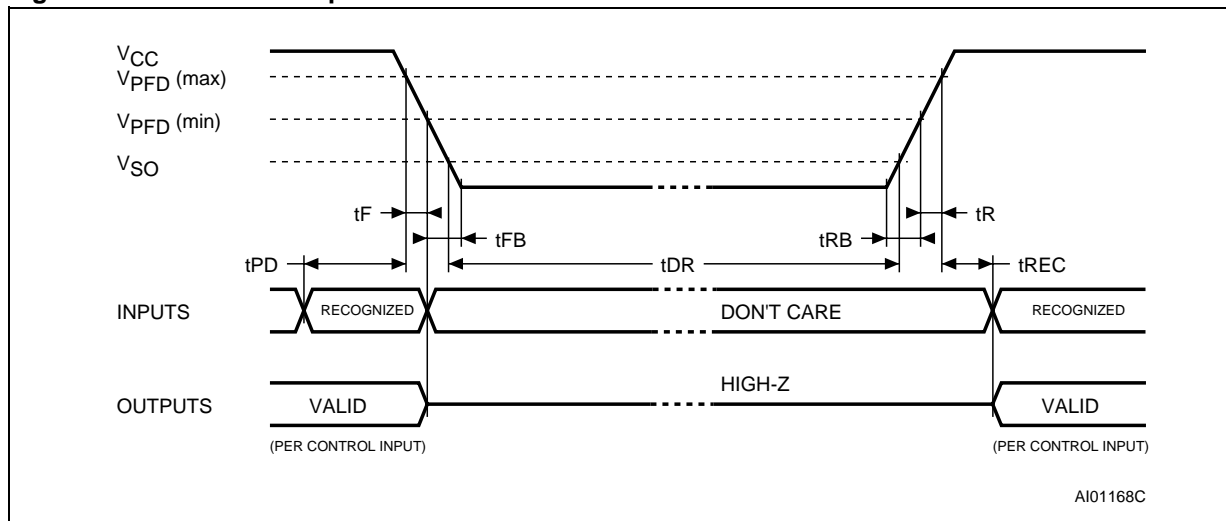 VCC
VPFD (max)
VPFD (min)
VSO
tF
tR
tFB
tRB
tPD
tDR
tREC
INPUTS
RECOGNIZED
DON'T CARE
RECOGNIZED
HIGH-Z
OUTPUTS
VALID
VALID
(PER CONTROL INPUT)
(PER CONTROL INPUT)
AI01168C